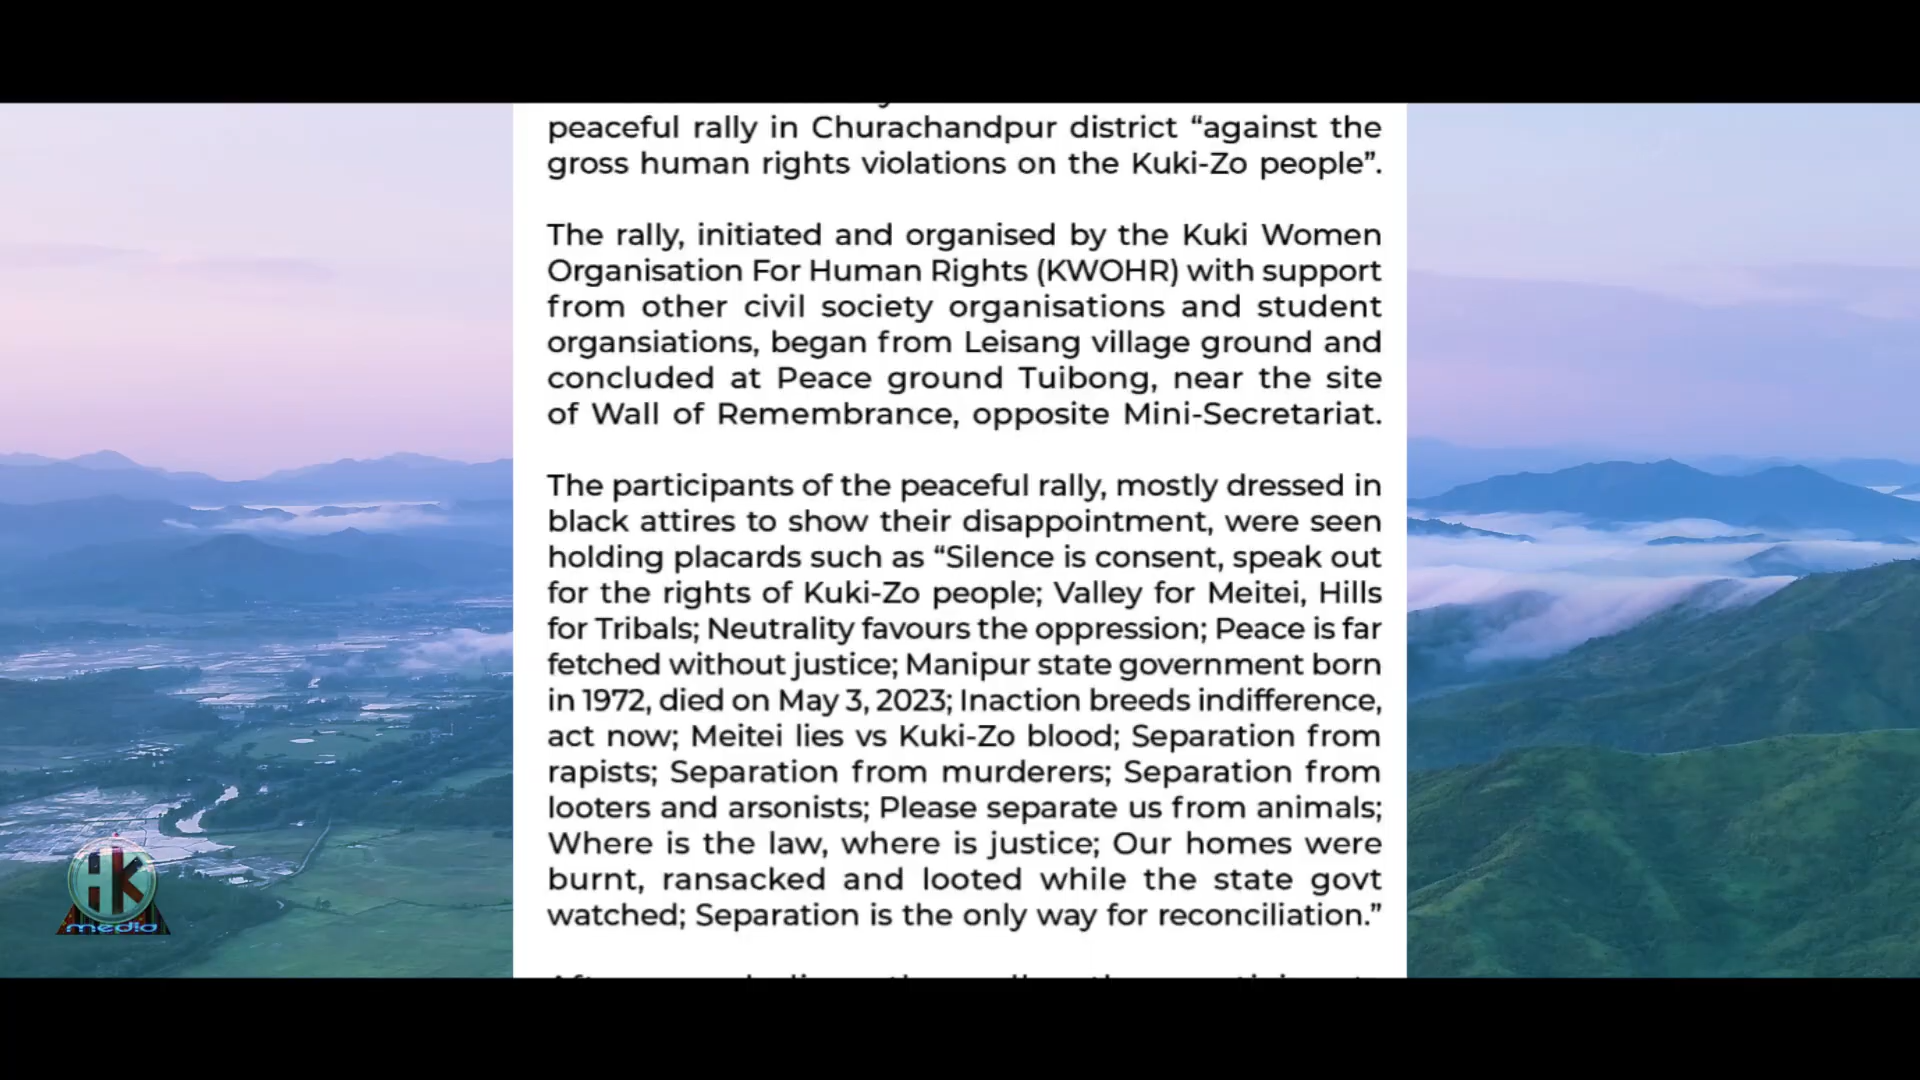 peaceful rally in Churachandpur district “against the
gross human rights violations on the Kuki-Zo people”.
The rally, initiated and organised by the Kuki Women
Organisation For Human Rights (KWOHR) with support
from other civil society organisations and student
organsiations, began from Leisang village ground and
concluded at Peace ground Tuibong, near the site
of Wall of Remembrance, opposite Mini-Secretariat.
The participants of the peaceful rally, mostly dressed in
black attires to show their disappointment, were seen
holding placards such as “Silence is consent, speak out
for the rights of Kuki-Zo people; Valley for Meitei, Hills
for Tribals; Neutrality favours the oppression; Peace is far
fetched without justice; Manipur state government born
in 1972, died on May 3, 2023; Inaction breeds indifference,
act now; Meitei lies vs Kuki-Zo blood; Separation from
rapists; Separation from murderers; Separation from
looters and arsonists; Please separate us from animals;
Where is the law, where is justice; Our homes were
burnt, ransacked and looted while the state govt
watched; Separation is the only way for reconciliation.”
HK
media